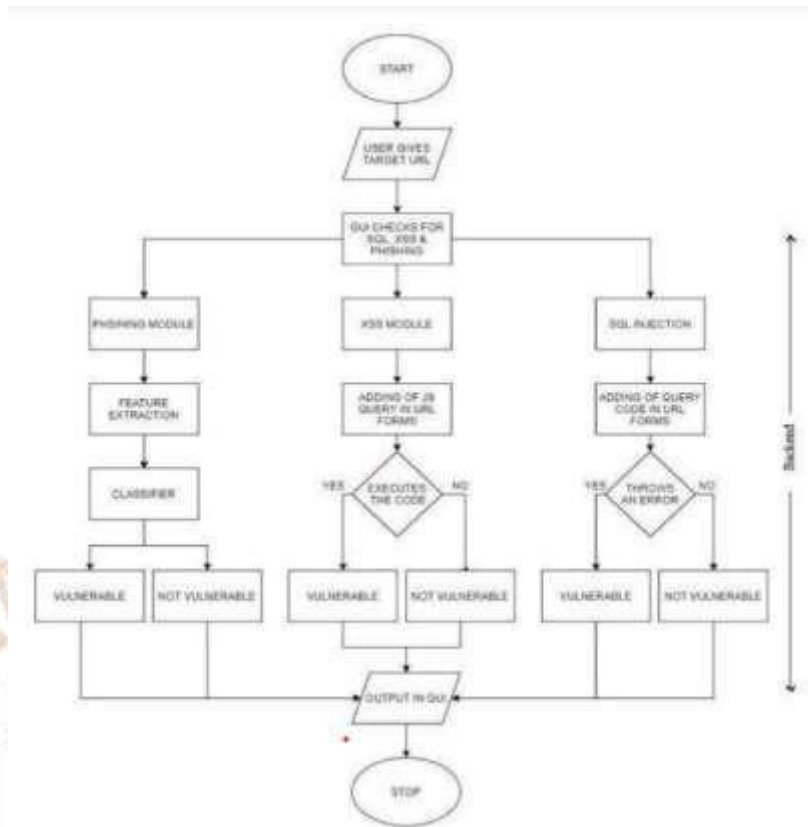 START
USER GIVES
TARGET URL
GUI CHECKS FOR
SQL, XSS &
PHISHING
PHISHING MODULE
XSS MODULE
SQL INJECTION
FEATURE
EXTRACTION
ADDING OF JS
QUERY IN URL
FORMS
ADDING OF QUERY
CODE IN URL
FORMS
CLASSIFIER
YES
EXECUTES
THE CODE
NO
YES
THROWS
AN ERROR
NO
VULNERABLE
NOT VULNERABLE
VULNERABLE
NOT VULNERABLE
VULNERABLE
NOT VULNERABLE
OUTPUT IN GUI
STOP
Backend